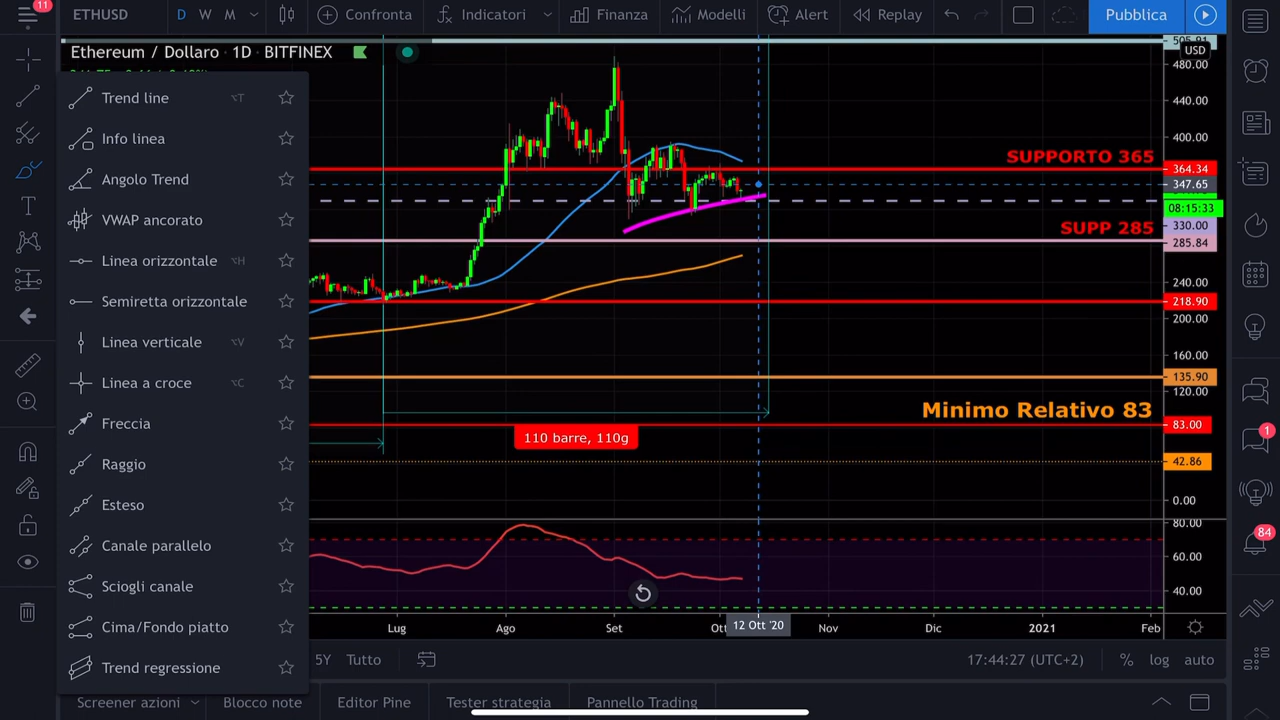 11
ETHUSD
D W M
Confronta
Indicatori
Finanza
Modelli
Alert
Replay
Pubblica
Ethereum / Dollaro · 1D · BITFINEX
505.91
USD
480.00
440.00
400.00
SUPPORTO 365
364.34
347.65
08:15:33
SUPP 285
330.00
285.84
240.00
218.90
200.00
160.00
135.90
120.00
Minimo Relativo 83
83.00
110 barre, 110g
42.86
0.00
80.00
60.00
40.00
Trend line ⌥T
Info linea
Angolo Trend
VWAP ancorato
Linea orizzontale ⌥H
Semiretta orizzontale
Linea verticale ⌥V
Linea a croce ⌥C
Freccia
Raggio
Esteso
Canale parallelo
Sciogli canale
Cima/Fondo piatto
Trend regressione
Lug Ago Set Ott 12 Ott '20 Nov Dic 2021 Feb
5Y Tutto
17:44:27 (UTC+2) % log auto
Screener azioni
Blocco note
Editor Pine
Tester strategia
Pannello Trading
1
84